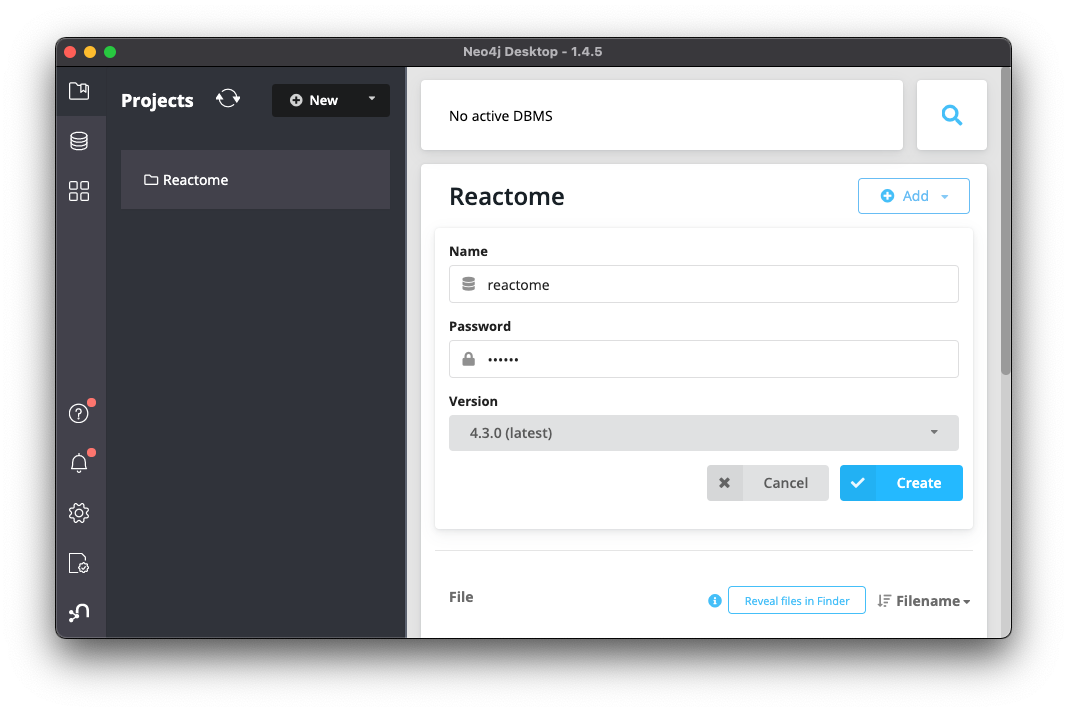 Neo4j Desktop - 1.4.5
Projects
New
Reactome
No active DBMS
Reactome
Add
Name
reactome
Password
••••••
Version
4.3.0 (latest)
Cancel
Create
File
Reveal files in Finder
Filename